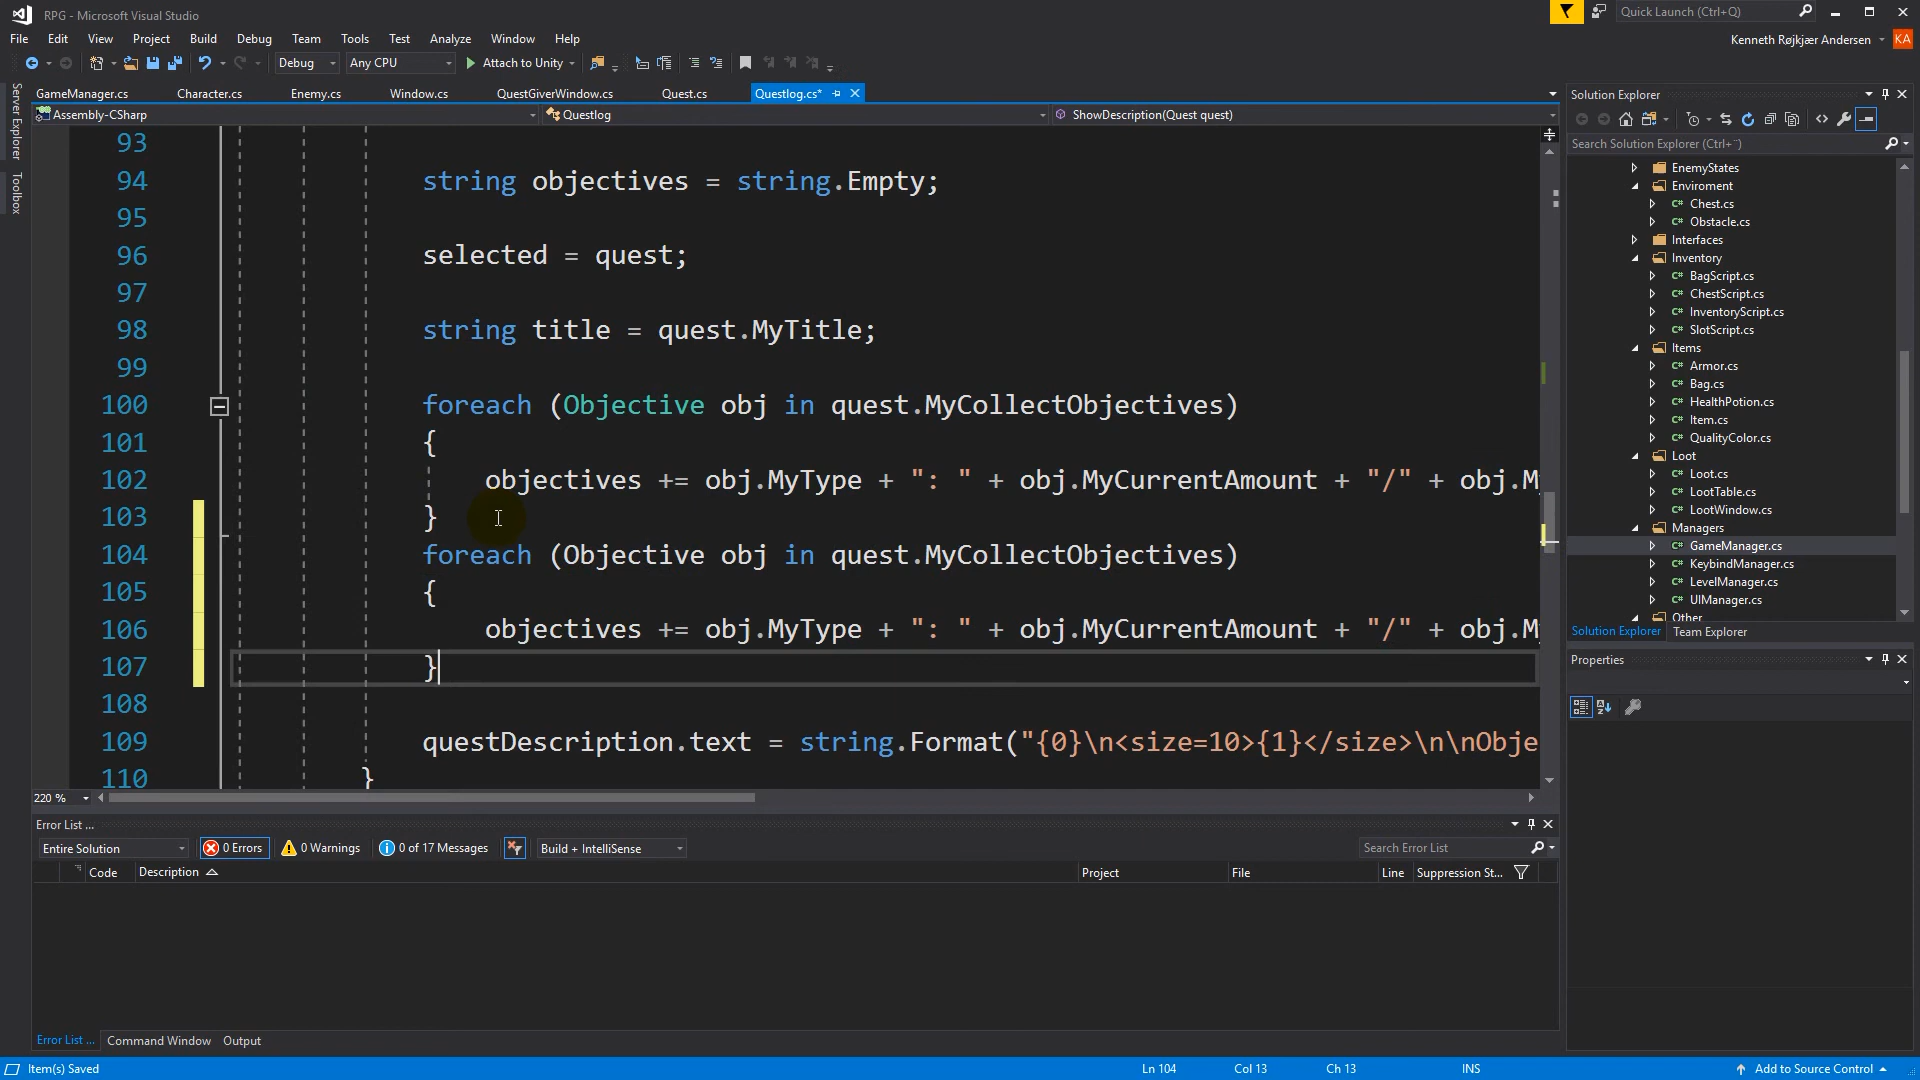 RPG - Microsoft Visual Studio
Quick Launch (Ctrl+Q)
File Edit View Project Build Debug Team Tools Test Analyze Window Help
Kenneth Røjkjær Andersen KA
Debug Any CPU Attach to Unity
Server Explorer
Toolbox
GameManager.cs Character.cs Enemy.cs Window.cs QuestGiverWindow.cs Quest.cs Questlog.cs*
Assembly-CSharp Questlog ShowDescription(Quest quest)
93
94 string objectives = string.Empty;
95
96 selected = quest;
97
98 string title = quest.MyTitle;
99
100 foreach (Objective obj in quest.MyCollectObjectives)
101 {
102 objectives += obj.MyType + ": " + obj.MyCurrentAmount + "/" + obj.M
103 }
104 foreach (Objective obj in quest.MyCollectObjectives)
105 {
106 objectives += obj.MyType + ": " + obj.MyCurrentAmount + "/" + obj.M
107 }
108
109 questDescription.text = string.Format("{0}\n<size=10>{1}</size>\n\nObje
110 }
220 %
Solution Explorer
Search Solution Explorer (Ctrl+¨)
EnemyStates
Enviroment
C# Chest.cs
C# Obstacle.cs
Interfaces
Inventory
C# BagScript.cs
C# ChestScript.cs
C# InventoryScript.cs
C# SlotScript.cs
Items
C# Armor.cs
C# Bag.cs
C# HealthPotion.cs
C# Item.cs
C# QualityColor.cs
Loot
C# Loot.cs
C# LootTable.cs
C# LootWindow.cs
Managers
C# GameManager.cs
C# KeybindManager.cs
C# LevelManager.cs
C# UIManager.cs
Other
Solution Explorer Team Explorer
Properties
Error List ...
Entire Solution 0 Errors 0 Warnings 0 of 17 Messages Build + IntelliSense Search Error List
Code Description Project File Line Suppression St...
Error List ... Command Window Output
Item(s) Saved Ln 104 Col 13 Ch 13 INS Add to Source Control